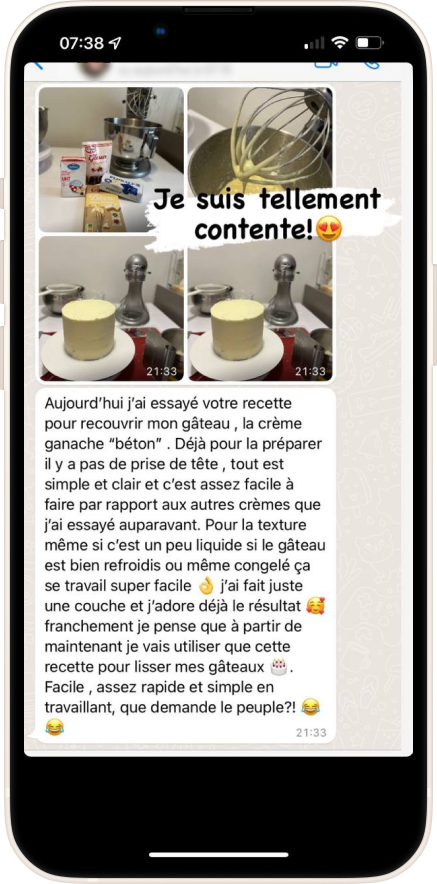 07:38
Je suis tellement
contente!😍
21:33
21:33
Aujourd'hui j'ai essayé votre recette
pour recouvrir mon gâteau , la crème
ganache “béton” . Déjà pour la préparer
il y a pas de prise de tête , tout est
simple et clair et c'est assez facile à
faire par rapport aux autres crèmes que
j'ai essayé auparavant. Pour la texture
même si c'est un peu liquide si le gâteau
est bien refroidis ou même congelé ça
se travail super facile 👌 j'ai fait juste
une couche et j'adore déjà le résultat 🥰
franchement je pense que à partir de
maintenant je vais utiliser que cette
recette pour lisser mes gâteaux 🎂.
Facile , assez rapide et simple en
travaillant, que demande le peuple?! 😂
😂
21:33